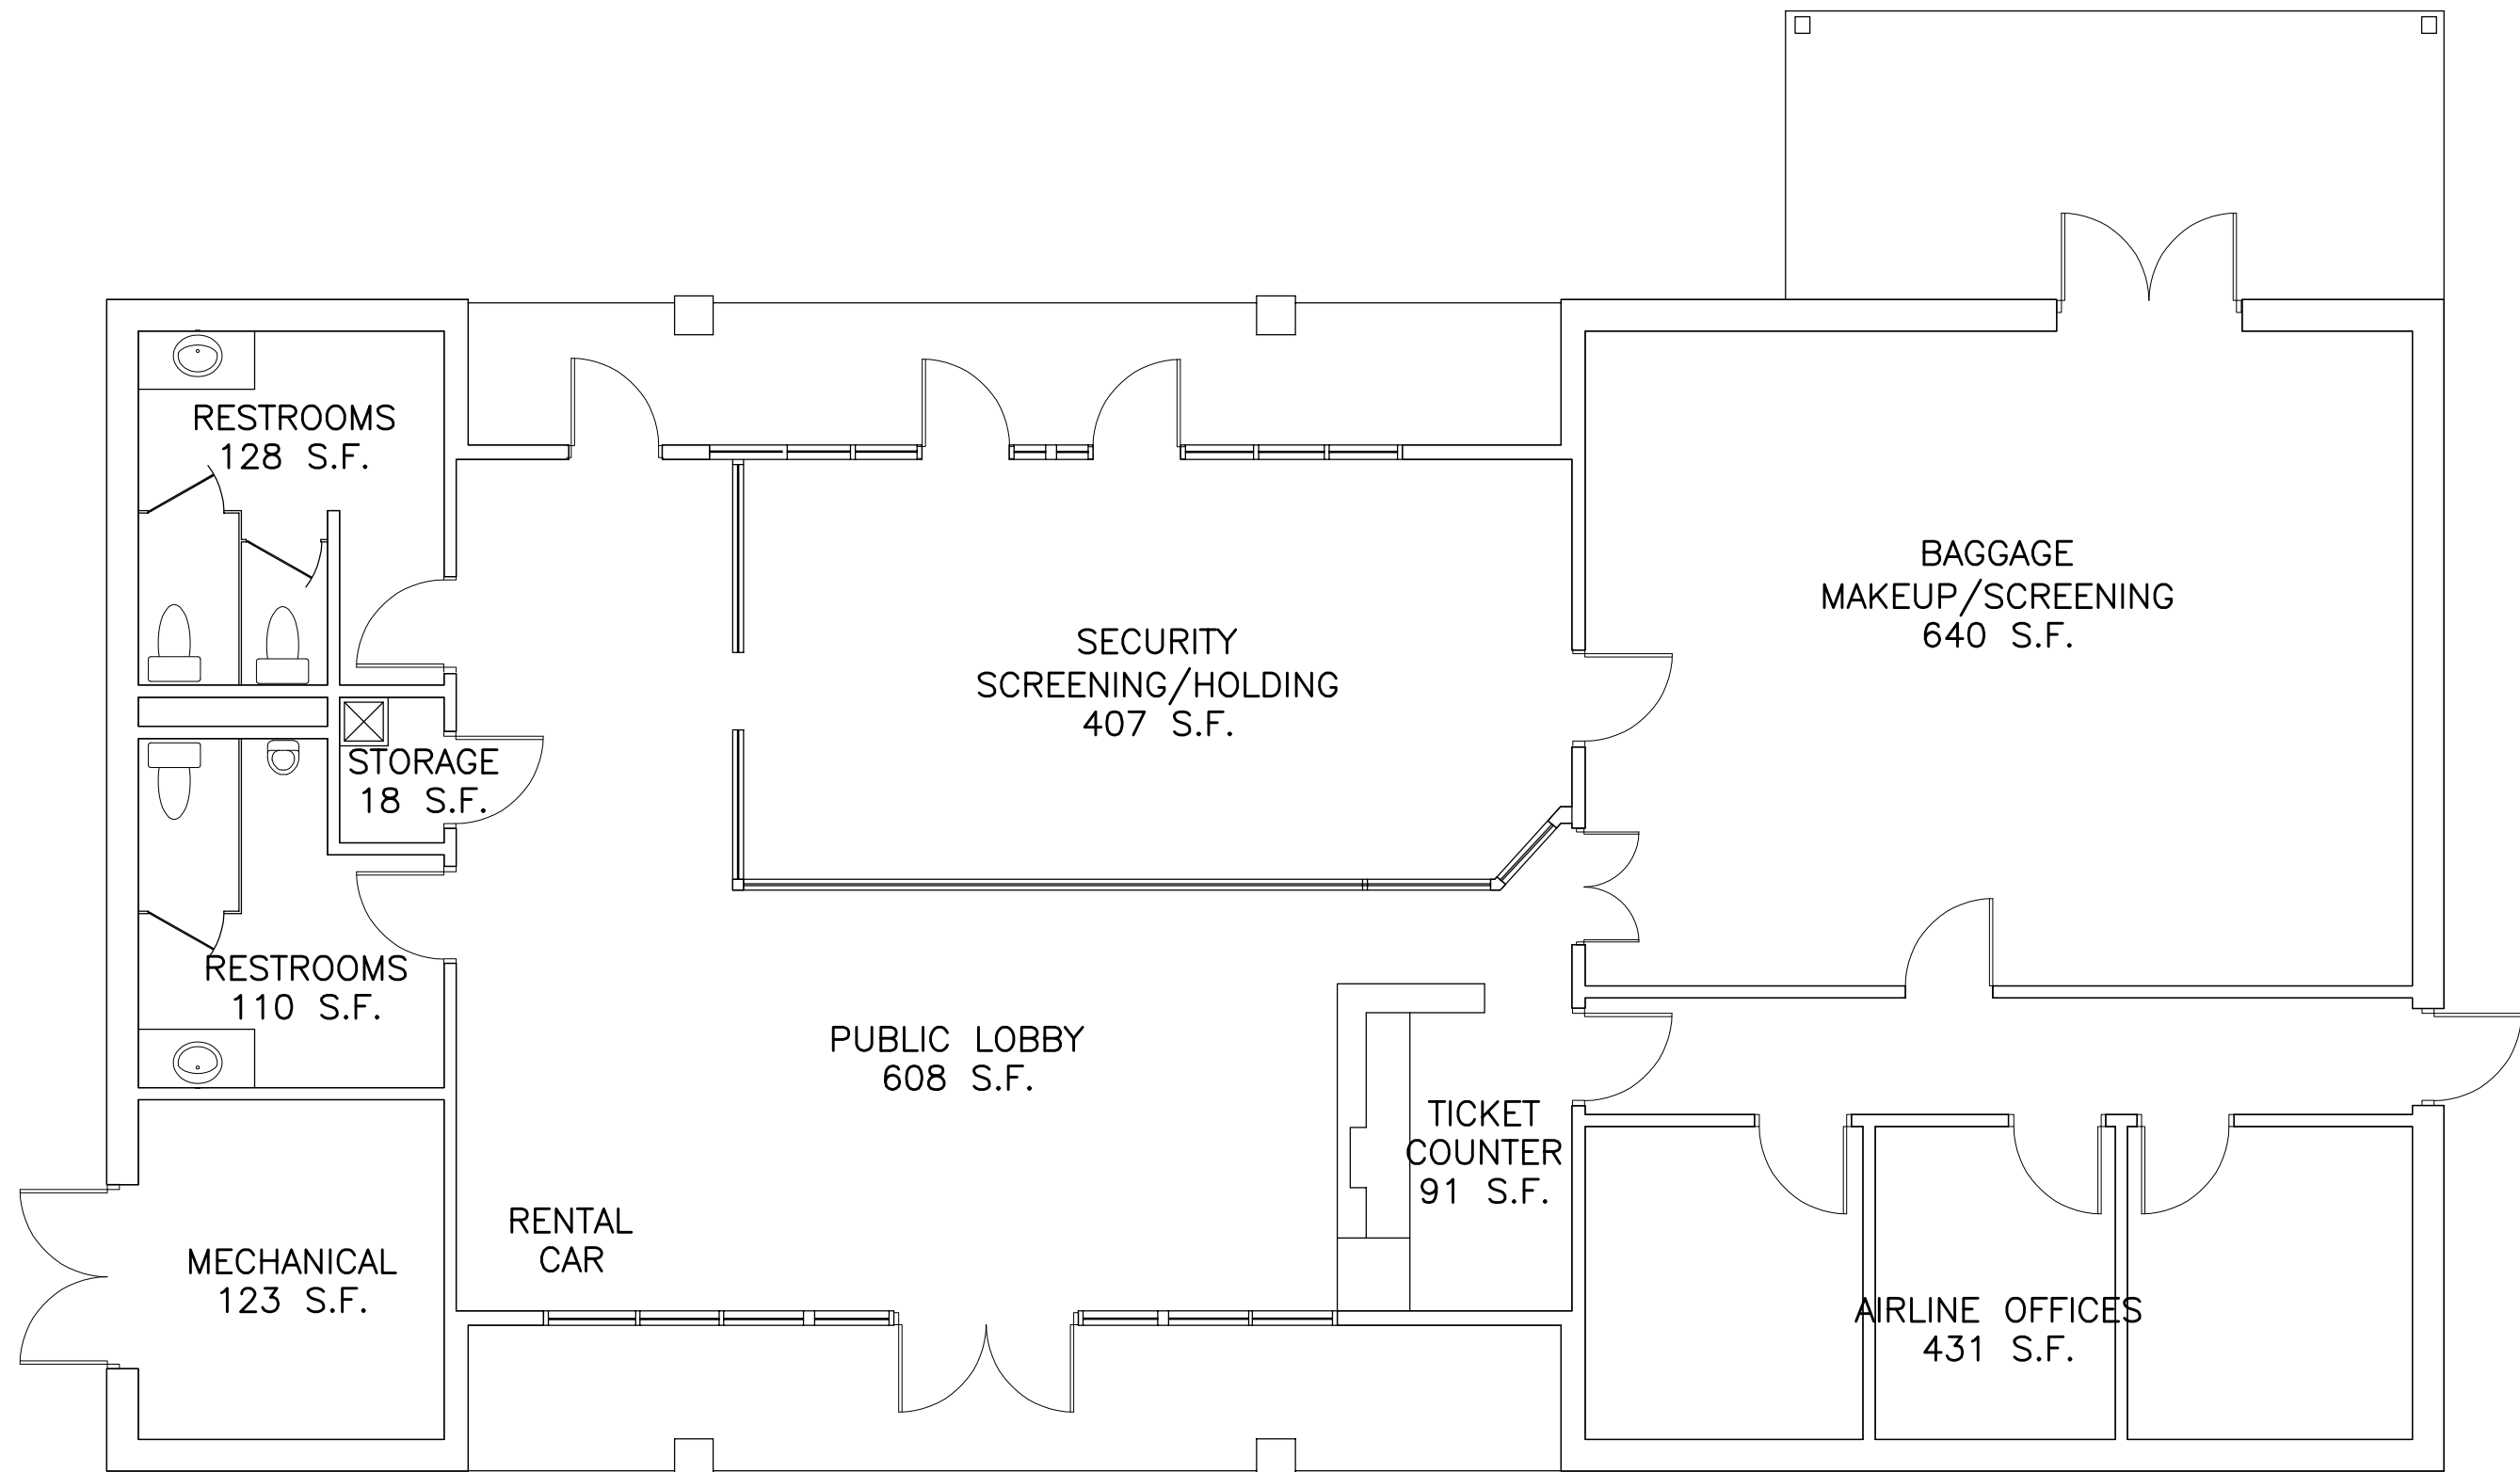 RESTROOMS
128 S.F.
BAGGAGE
MAKEUP/SCREENING
640 S.F.
SECURITY
SCREENING/HOLDING
407 S.F.
STORAGE
18 S.F.
RESTROOMS
110 S.F.
PUBLIC LOBBY
608 S.F.
TICKET
COUNTER
91 S.F.
RENTAL
CAR
MECHANICAL
123 S.F.
AIRLINE OFFICES
431 S.F.